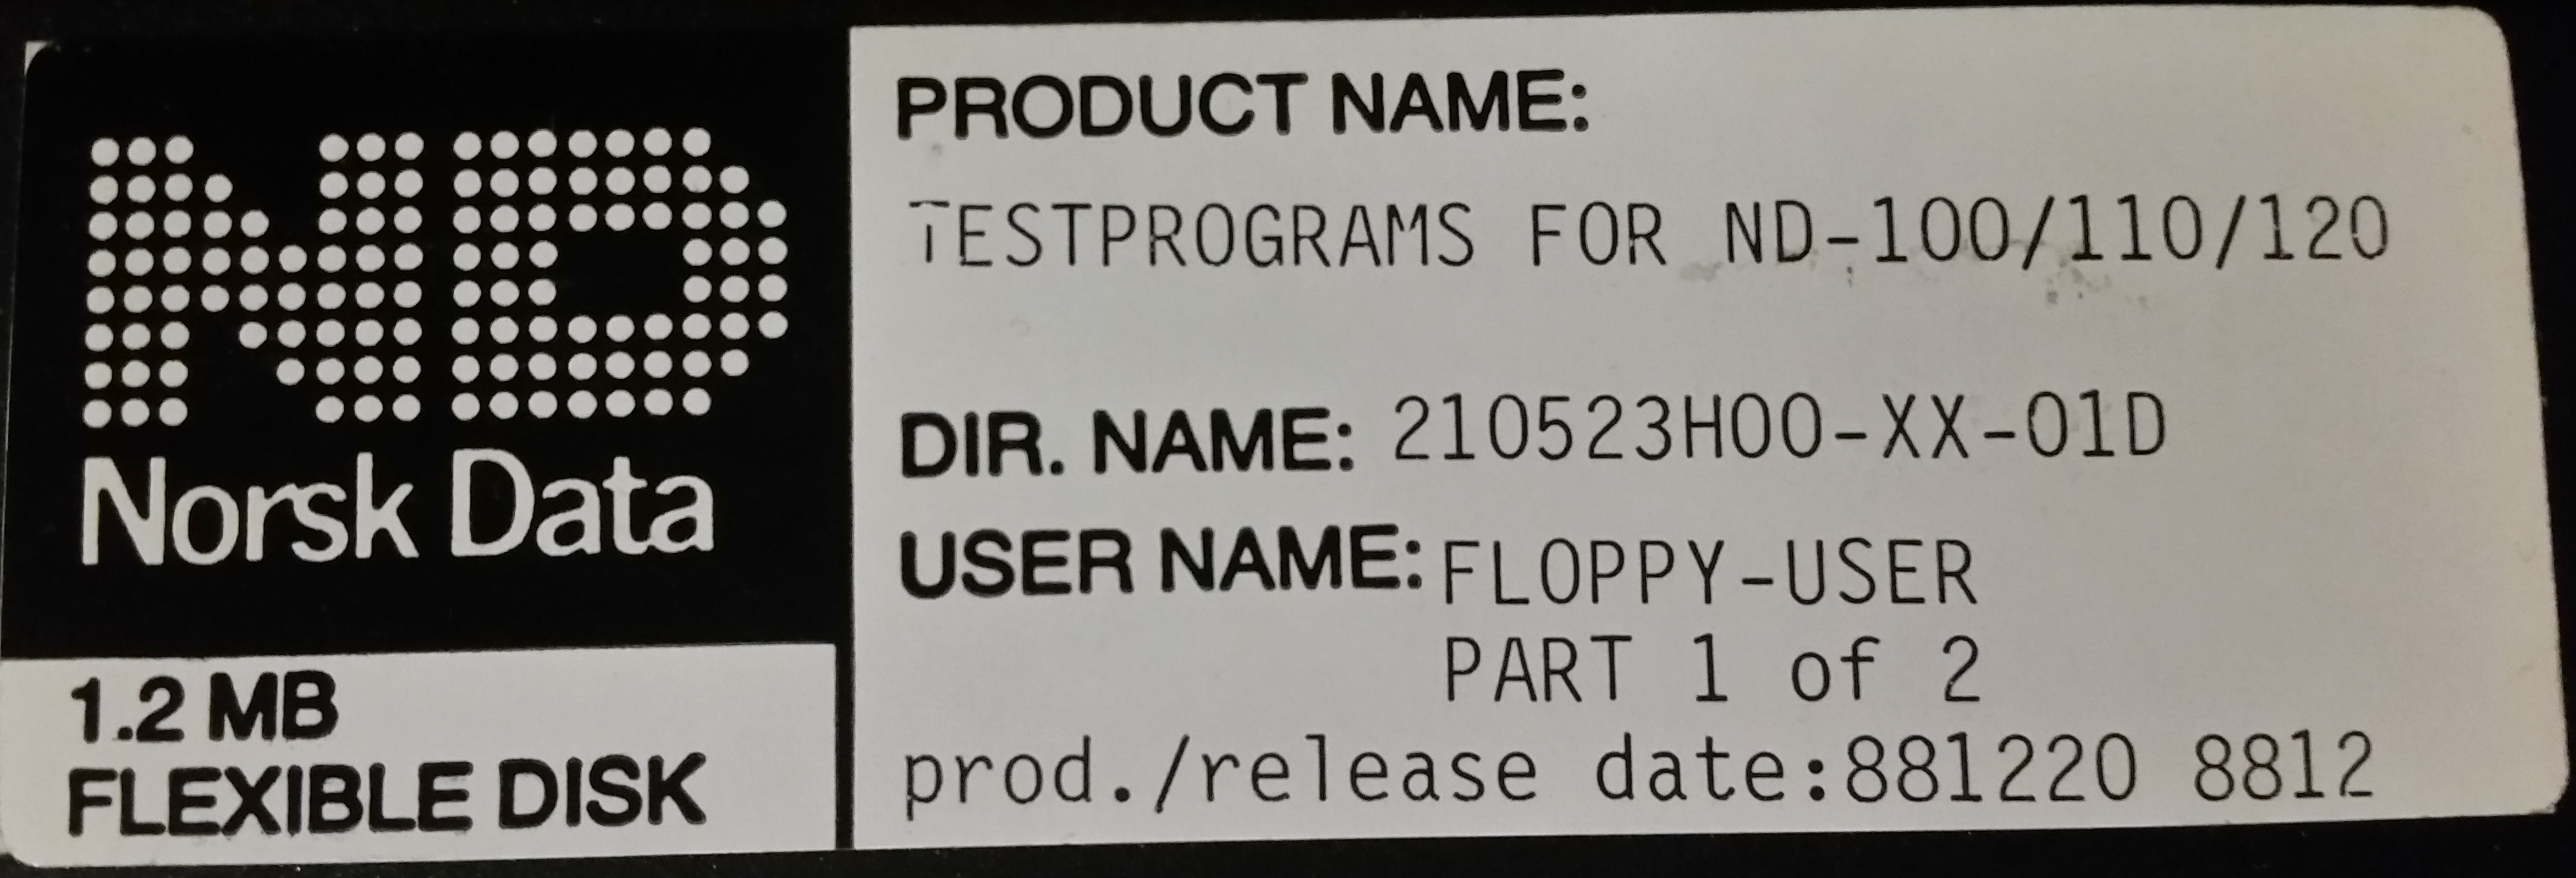 ND
Norsk Data
1.2 MB
FLEXIBLE DISK
PRODUCT NAME:
TESTPROGRAMS FOR ND-100/110/120
DIR. NAME: 210523H00-XX-01D
USER NAME: FLOPPY-USER
PART 1 of 2
prod./release date:881220 8812